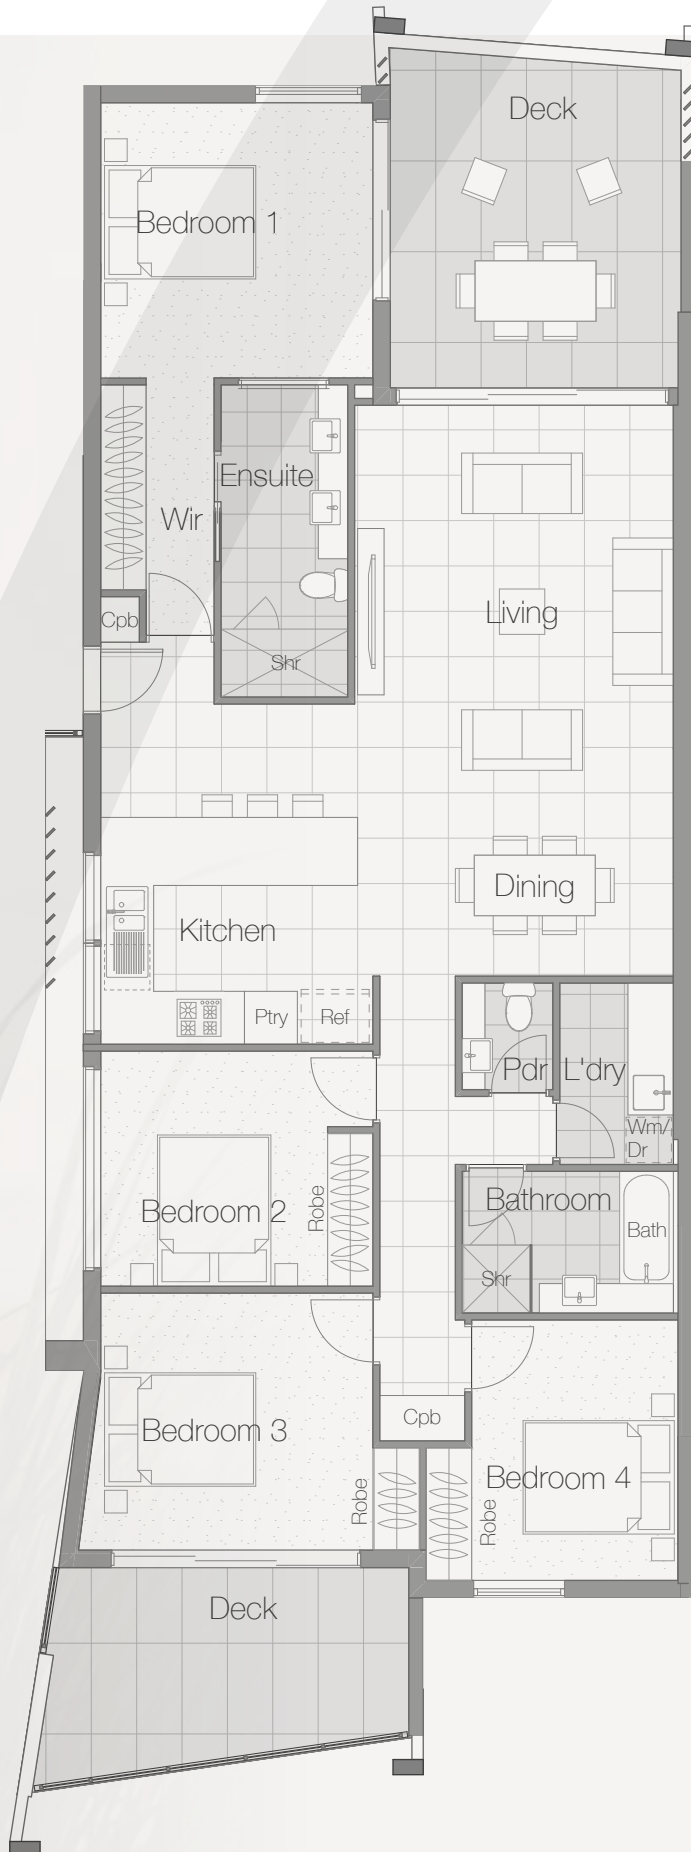 Deck
Bedroom 1
Ensuite
Wir
Cpb
Living
Shr
Dining
Kitchen
Ptry
Ref
Pdr
L'dry
Wm/
Dr
Bedroom 2
Robe
Bathroom
Bath
Shr
Cpb
Bedroom 3
Robe
Bedroom 4
Robe
Deck